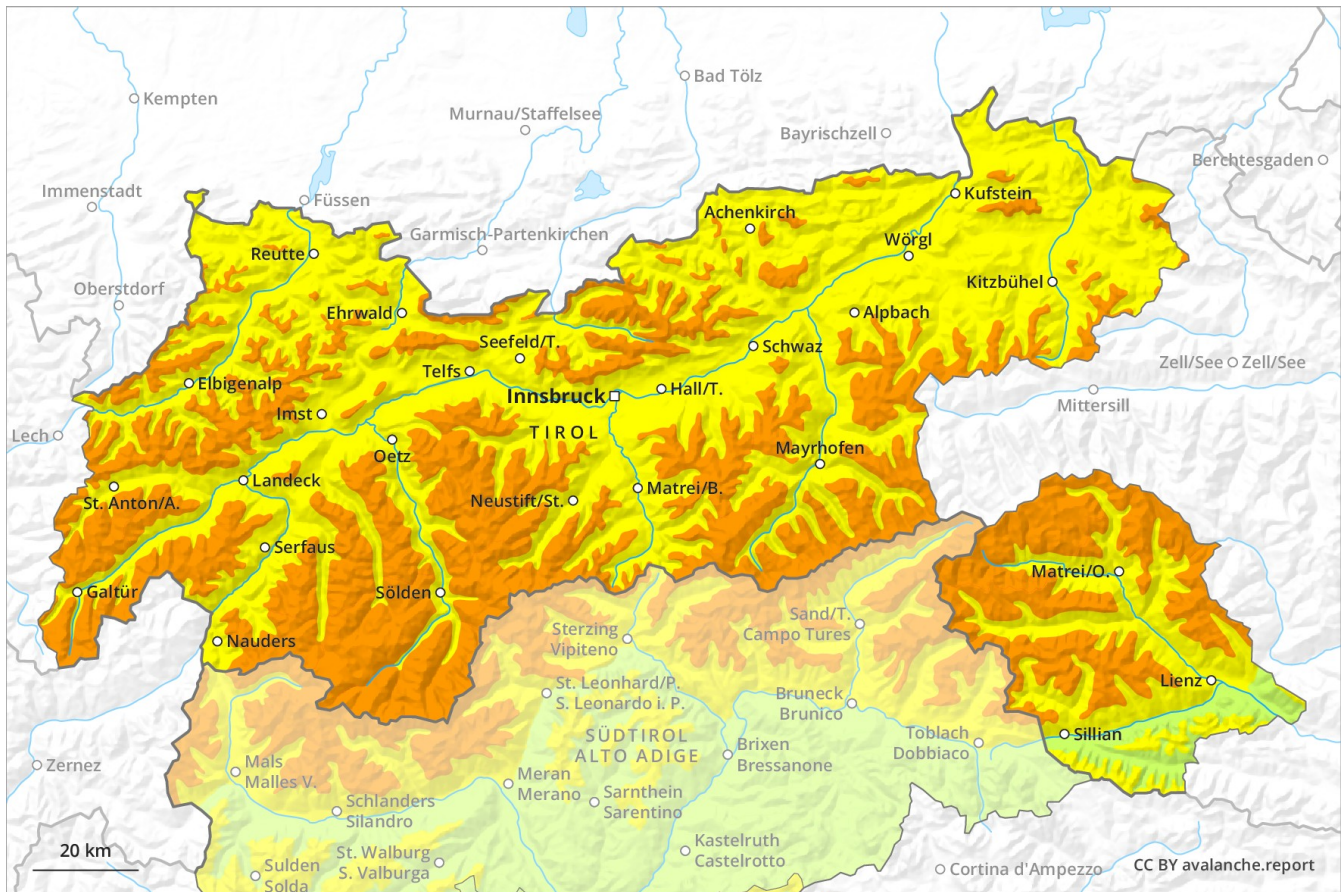 Kempten
Bad Tölz
Murnau/Staffelsee
Bayrischzell
Berchtesgaden
Immenstadt
Füssen
Kufstein
Achenkirch
Garmisch-Partenkirchen
Reutte
Wörgl
Oberstdorf
Kitzbühel
Ehrwald
Alpbach
Seefeld/T.
Schwaz
Zell/See
Zell/See
Telfs
Elbigenalp
Innsbruck
Hall/T.
Mittersill
Imst
TIROL
Lech
Oetz
Mayrhofen
Landeck
St. Anton/A.
Neustift/St.
Matrei/B.
Serfaus
Matrei/O.
Galtür
Sölden
Sand/T.
Campo Tures
Sterzing
Vipiteno
Nauders
Lienz
St. Leonhard/P.
S. Leonardo i. P.
Bruneck
Brunico
SÜDTIROL
ALTO ADIGE
Toblach
Dobbiaco
Sillian
Brixen
Bressanone
Zernez
Mals
Malles V.
Meran
Merano
Sarnthein
Sarentino
Schlanders
Silandro
Kastelruth
Castelrotto
20 km
St. Walburg
S. Valburga
Sulden
Solda
Cortina d'Ampezzo
CC BY avalanche.report